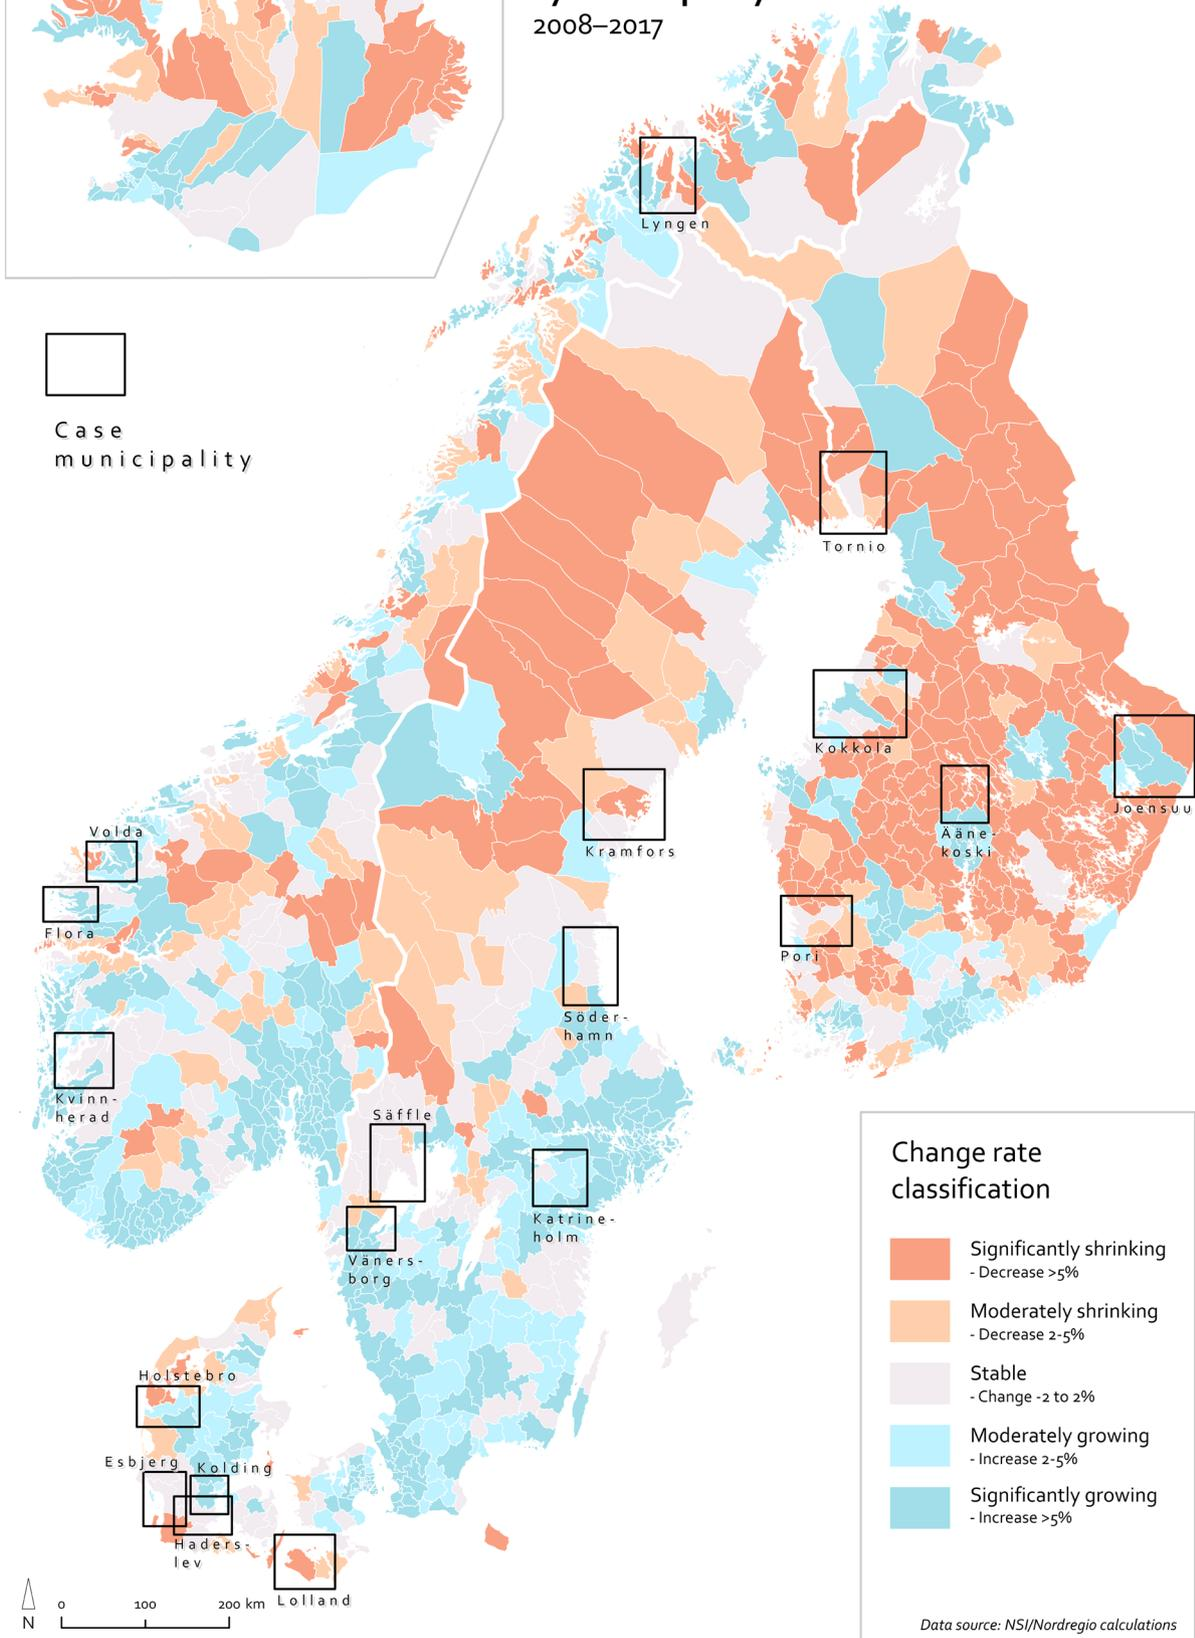 2008–2017
Lyngen
Case
municipality
Tornio
Kokkola
Joensuu
Volda
Ääne-
koski
Kramfors
Flora
Pori
Söder-
hamn
Kvinn-
herad
Säffle
Katrine-
holm
Väners-
borg
Holstebro
Esbjerg
Kolding
Haders-
lev
Lolland
Change rate
classification
Significantly shrinking
- Decrease >5%
Moderately shrinking
- Decrease 2-5%
Stable
- Change -2 to 2%
Moderately growing
- Increase 2-5%
Significantly growing
- Increase >5%
N
0 100 200 km
Data source: NSI/Nordregio calculations